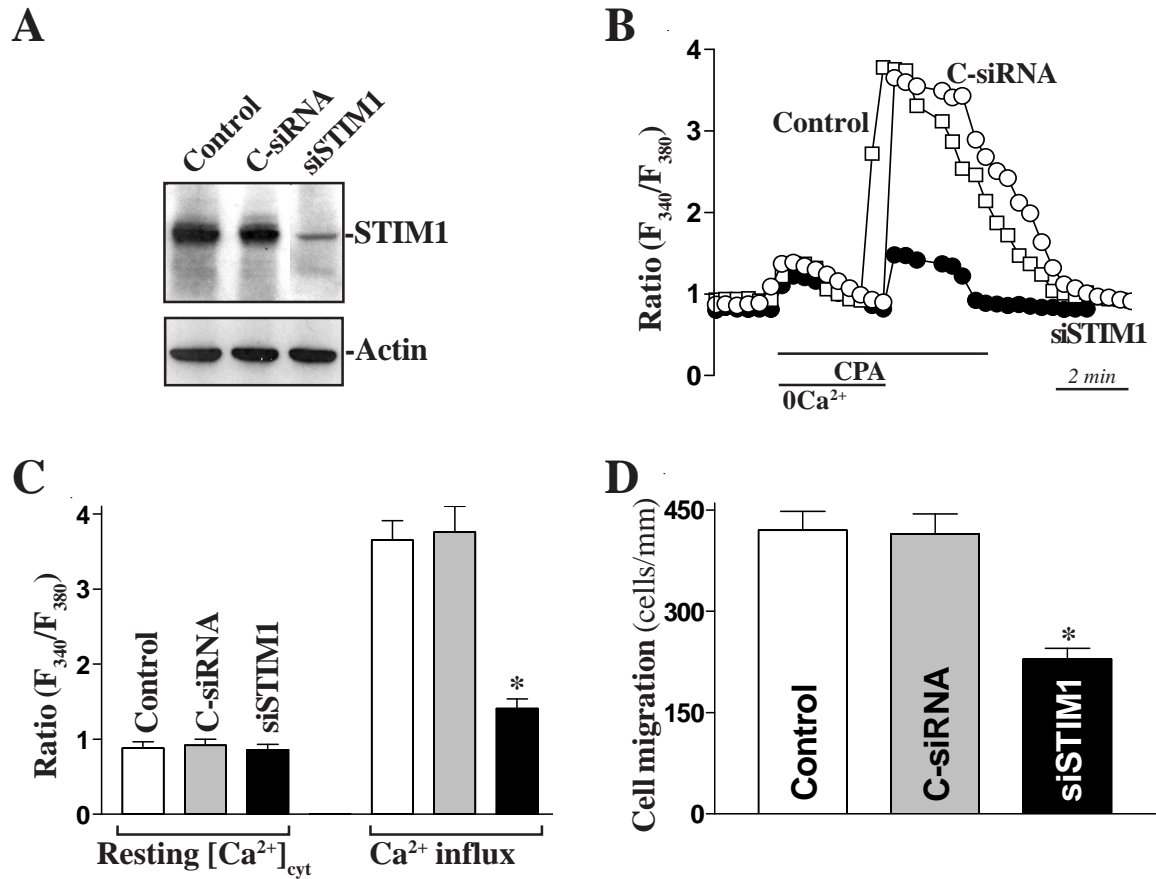 A
Control
C-siRNA
siSTIM1
-STIM1
-Actin
B
Ratio (F340/F380)
4
3
2
1
0
Control
C-siRNA
siSTIM1
CPA
0Ca²⁺
2 min
C
Ratio (F340/F380)
4
3
2
1
0
Control
C-siRNA
siSTIM1
*
Resting [Ca²⁺]cyt
Ca²⁺ influx
D
Cell migration (cells/mm)
450
300
150
0
Control
C-siRNA
siSTIM1
*